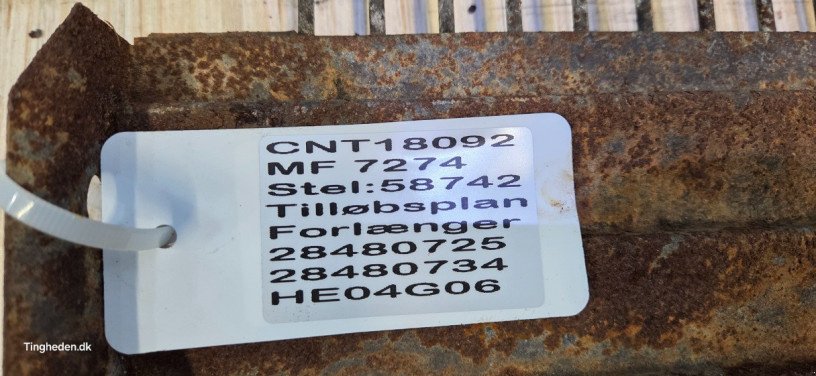 CNT18092
MF 7274
Stel:58742
Tilløbsplan
Forlænger
28480725
28480734
HE04G06
Tingheden.dk